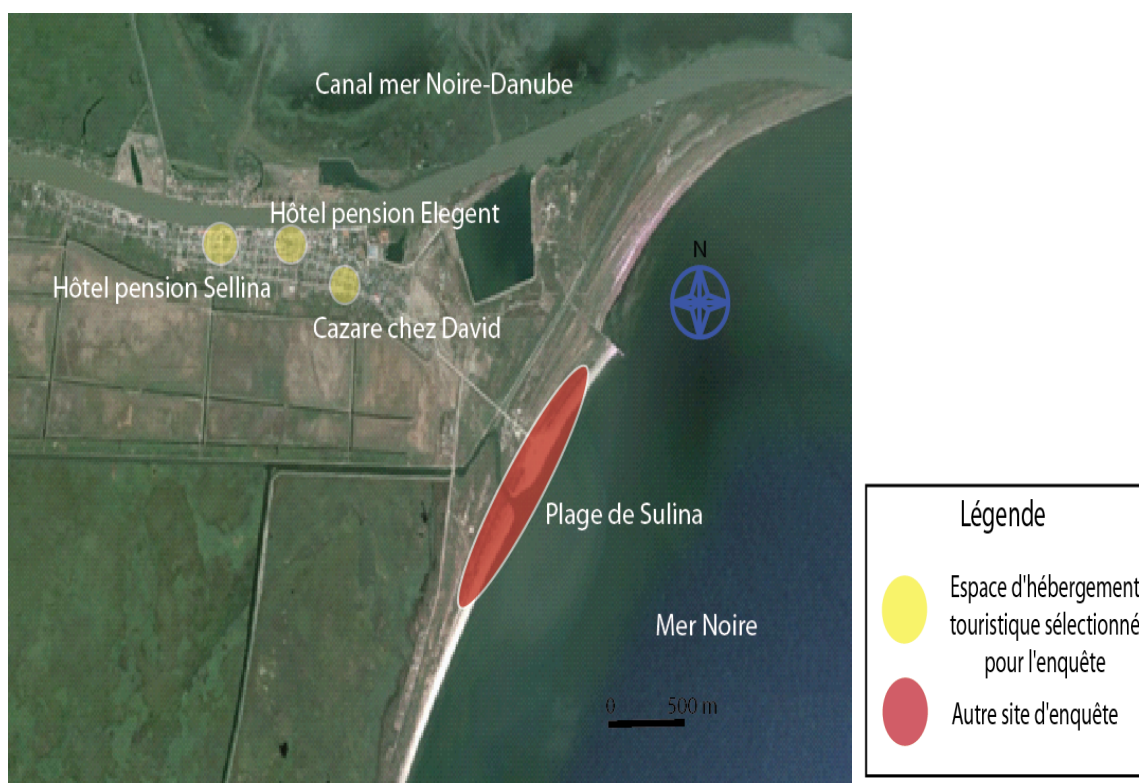 Canal mer Noire-Danube
Hôtel pension Elegent
Hôtel pension Sellina
Cazare chez David
N
Plage de Sulina
Mer Noire
0 500 m
Légende
Espace d'hébergement
touristique sélectionné
pour l'enquête
Autre site d'enquête